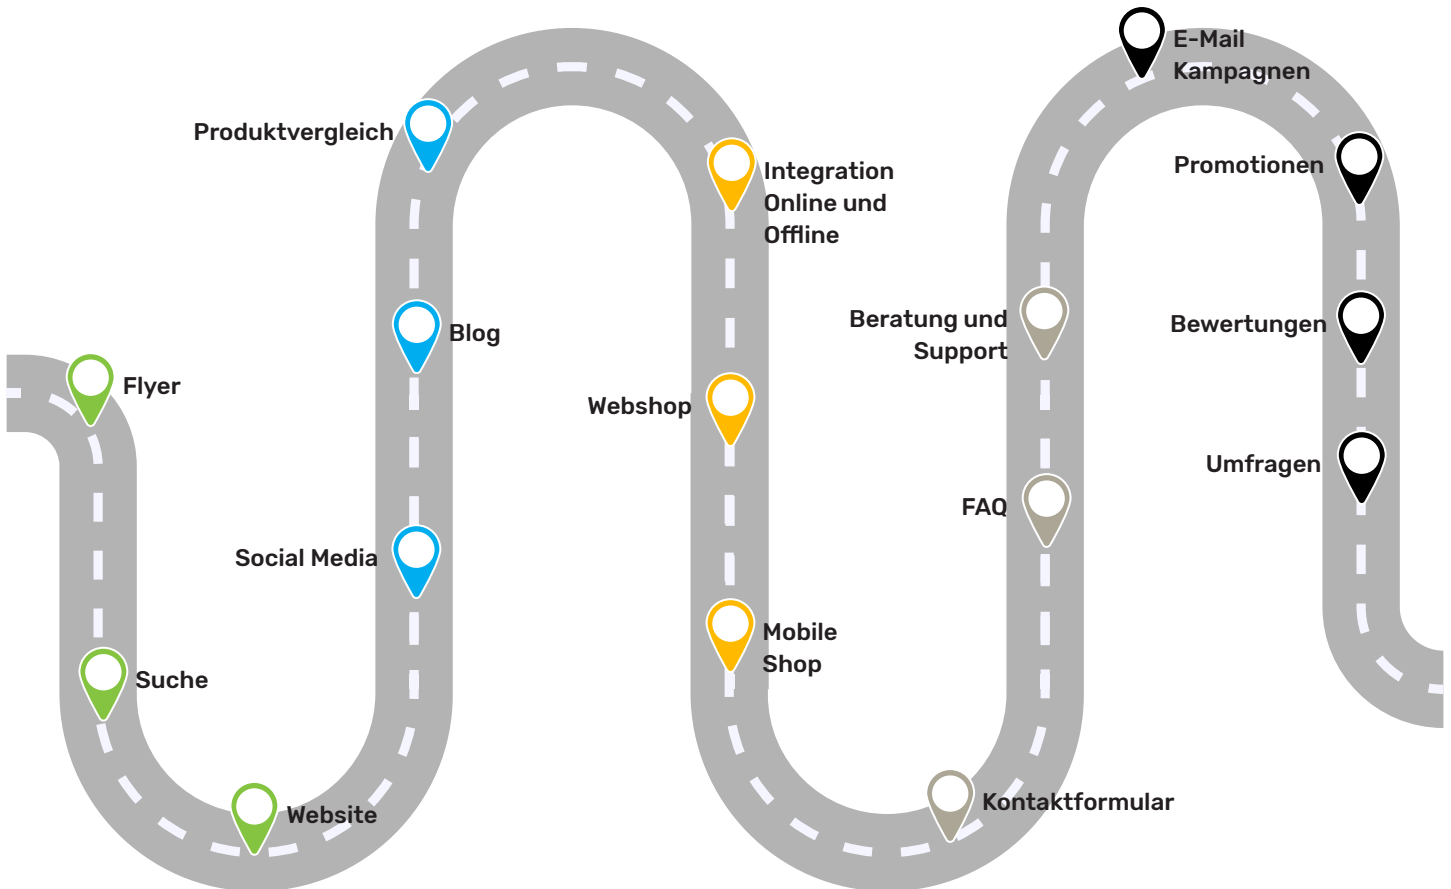 Flyer
Suche
Website
Social Media
Blog
Produktvergleich
Integration
Online und
Offline
Webshop
Mobile
Shop
Kontaktformular
FAQ
Beratung und
Support
E-Mail
Kampagnen
Promotionen
Bewertungen
Umfragen